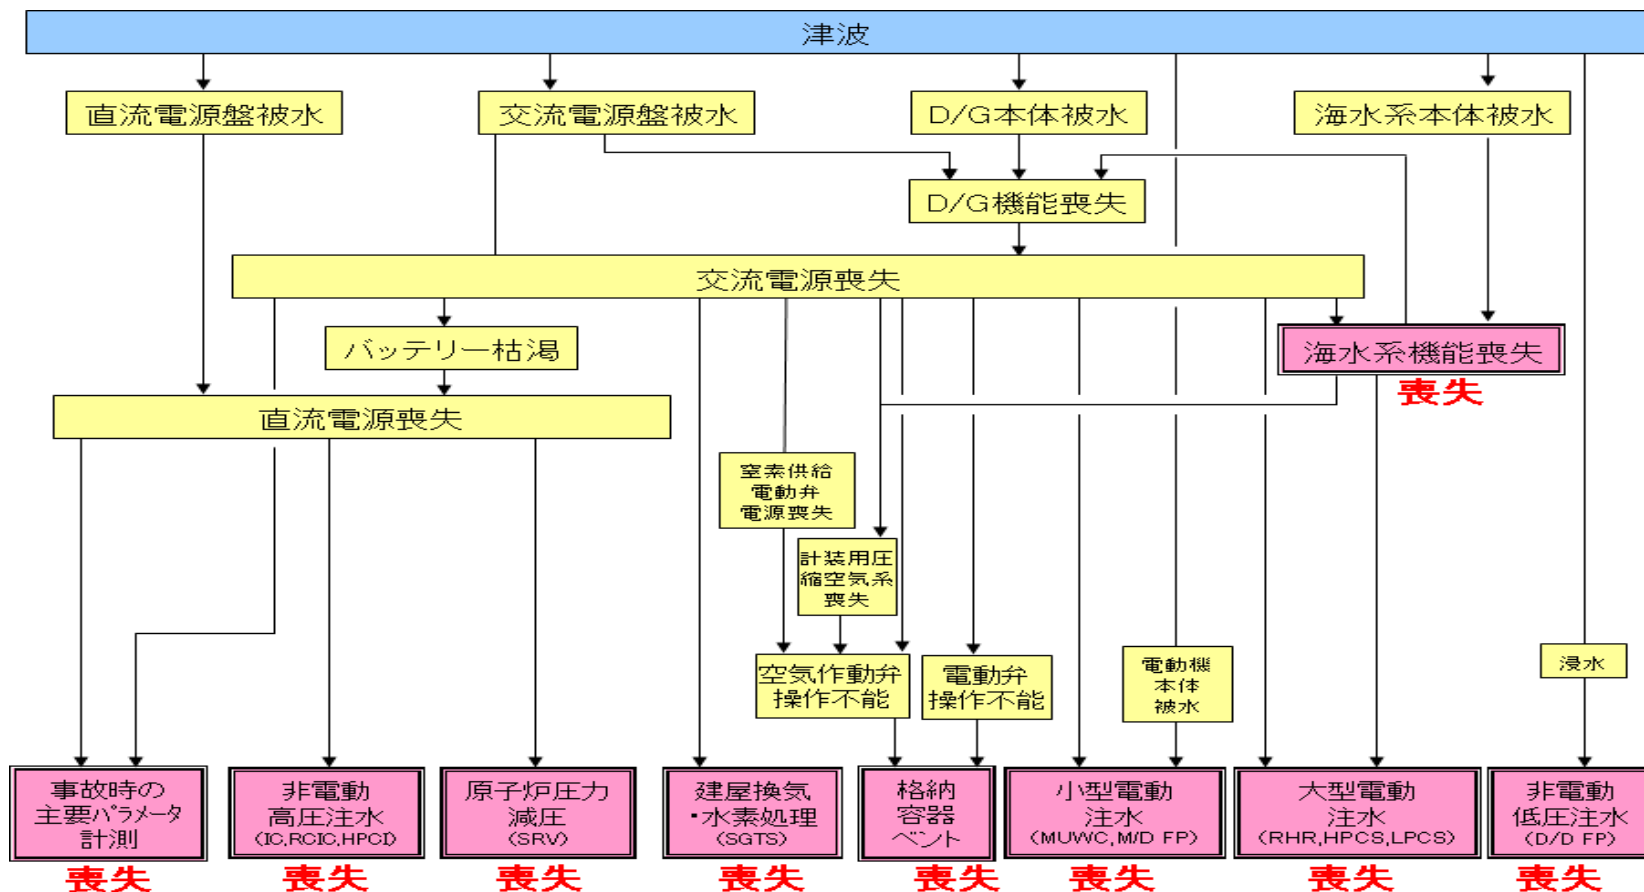 津波
直流電源盤被水
交流電源盤被水
D/G本体被水
海水系本体被水
D/G機能喪失
交流電源喪失
バッテリー枯渇
海水系機能喪失
喪失
直流電源喪失
窒素供給
電動弁
電源喪失
計装用圧
縮空気系
喪失
空気作動弁
操作不能
電動弁
操作不能
電動機
本体
被水
浸水
事故時の
主要ﾊﾟﾗﾒｰﾀ
計測
喪失
非電動
高圧注水
(IC,RCIC,HPCI)
喪失
原子炉圧力
減圧
(SRV)
喪失
建屋換気
・水素処理
(SGTS)
喪失
格納
容器
ﾍﾞﾝﾄ
喪失
小型電動
注水
(MUWC,M/D FP)
喪失
大型電動
注水
(RHR,HPCS,LPCS)
喪失
非電動
低圧注水
(D/D FP)
喪失